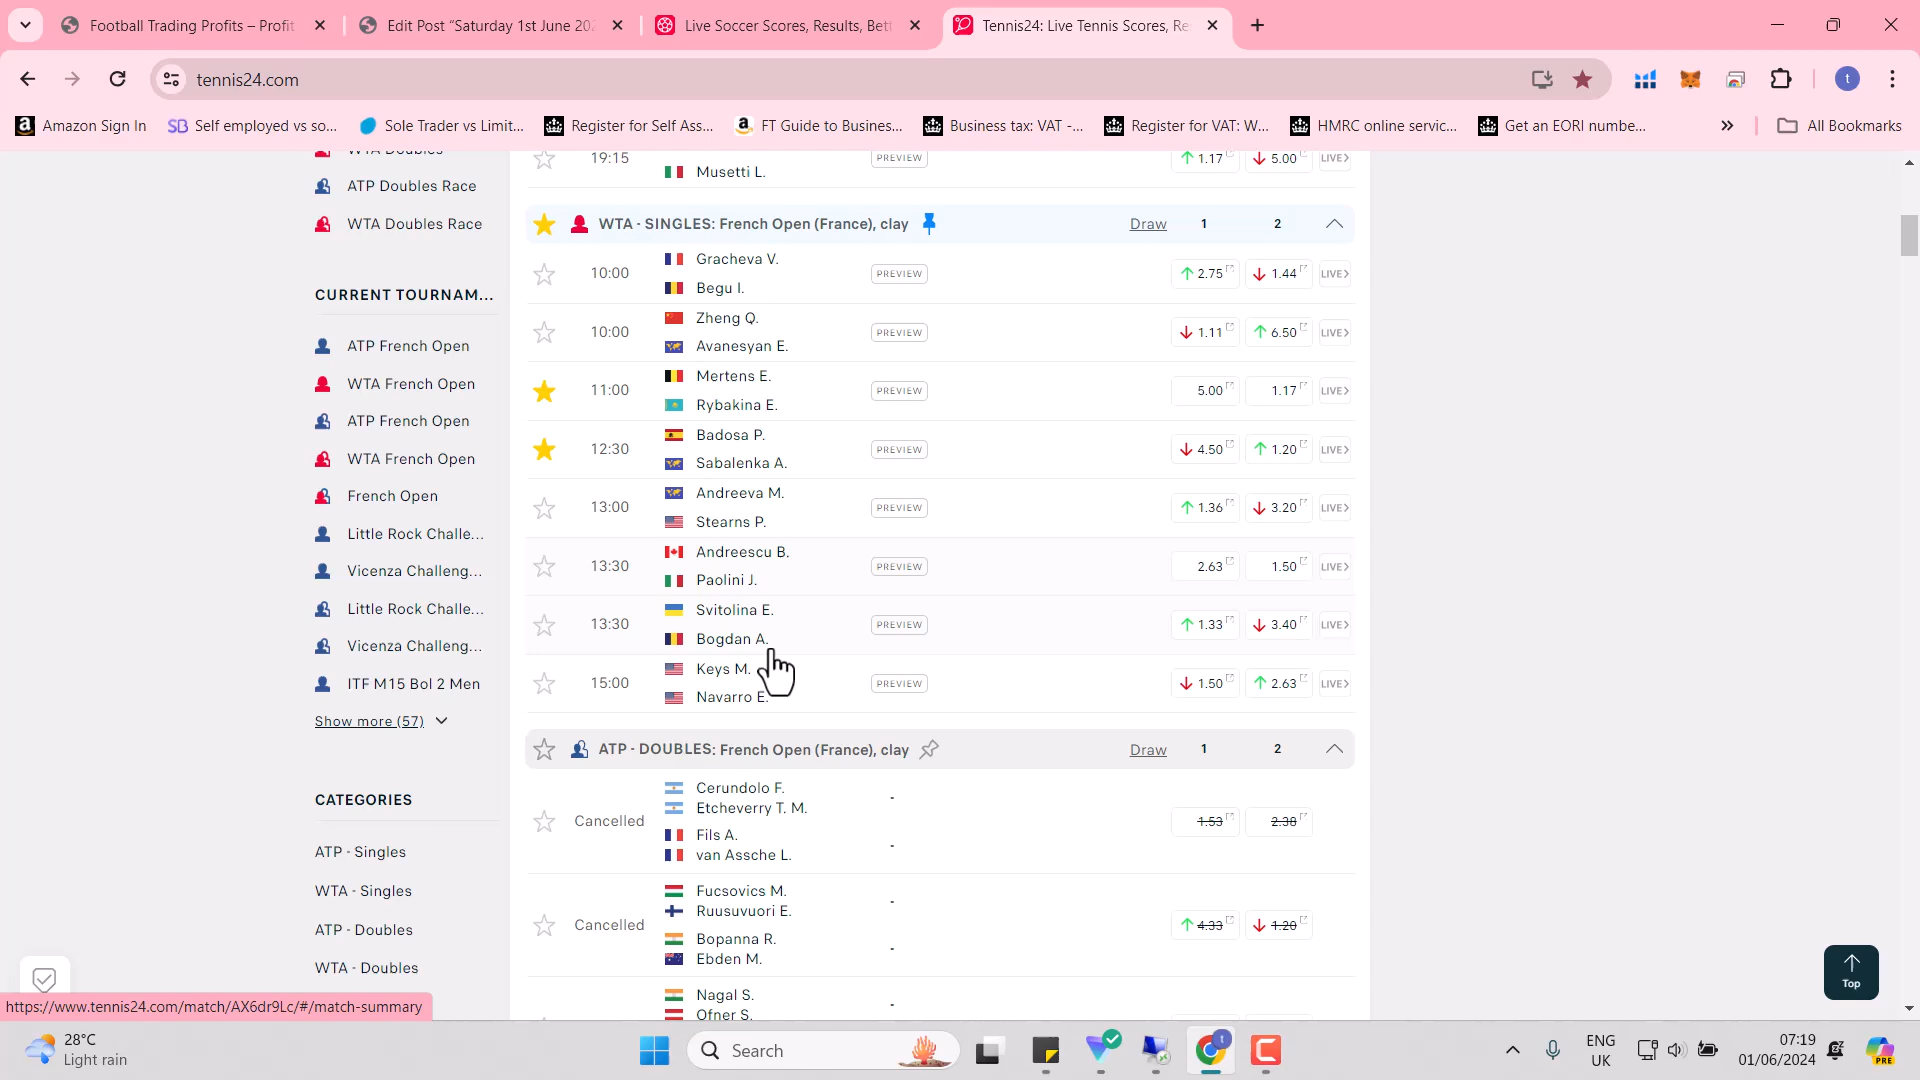 Football Trading Profits – Profit
Edit Post “Saturday 1st June 202
Live Soccer Scores, Results, Bett
Tennis24: Live Tennis Scores, Re
tennis24.com
t
Amazon Sign In
Self employed vs so...
Sole Trader vs Limit...
Register for Self Ass...
FT Guide to Busines...
Business tax: VAT -...
Register for VAT: W...
HMRC online servic...
Get an EORI numbe...
All Bookmarks
WTA Doubles
ATP Doubles Race
WTA Doubles Race
CURRENT TOURNAM...
ATP French Open
WTA French Open
ATP French Open
WTA French Open
French Open
Little Rock Challe...
Vicenza Challeng...
Little Rock Challe...
Vicenza Challeng...
ITF M15 Bol 2 Men
Show more (57)
CATEGORIES
ATP - Singles
WTA - Singles
ATP - Doubles
WTA - Doubles
19:15 PREVIEW 1.17 5.00 LIVE
Musetti L.
WTA - SINGLES: French Open (France), clay Draw 1 2
Gracheva V.
10:00 PREVIEW 2.75 1.44 LIVE
Begu I.
Zheng Q.
10:00 PREVIEW 1.11 6.50 LIVE
Avanesyan E.
Mertens E.
11:00 PREVIEW 5.00 1.17 LIVE
Rybakina E.
Badosa P.
12:30 PREVIEW 4.50 1.20 LIVE
Sabalenka A.
Andreeva M.
13:00 PREVIEW 1.36 3.20 LIVE
Stearns P.
Andreescu B.
13:30 PREVIEW 2.63 1.50 LIVE
Paolini J.
Svitolina E.
13:30 PREVIEW 1.33 3.40 LIVE
Bogdan A.
Keys M.
15:00 PREVIEW 1.50 2.63 LIVE
Navarro E.
ATP - DOUBLES: French Open (France), clay Draw 1 2
Cerundolo F. -
Etcheverry T. M.
Cancelled 1.53 2.38
Fils A.
van Assche L. -
Fucsovics M. -
Ruusuvuori E.
Cancelled 4.33 1.20
Bopanna R.
Ebden M. -
Nagal S. -
Ofner S.
Top
https://www.tennis24.com/match/AX6dr9Lc/#/match-summary
28°C
Light rain
Search
t
ENG
UK
07:19
01/06/2024
PRE